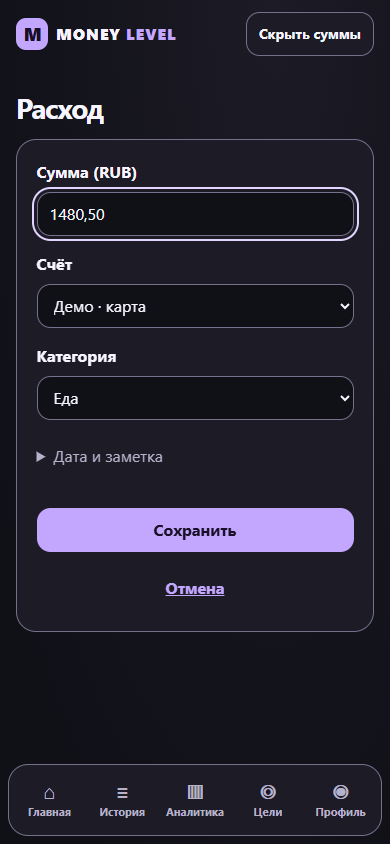 M MONEY LEVEL
Скрыть суммы
Расход
Сумма (RUB)
1480,50
Счёт
Демо · карта
Категория
Еда
Дата и заметка
Сохранить
Отмена
Главная
История
Аналитика
Цели
Профиль